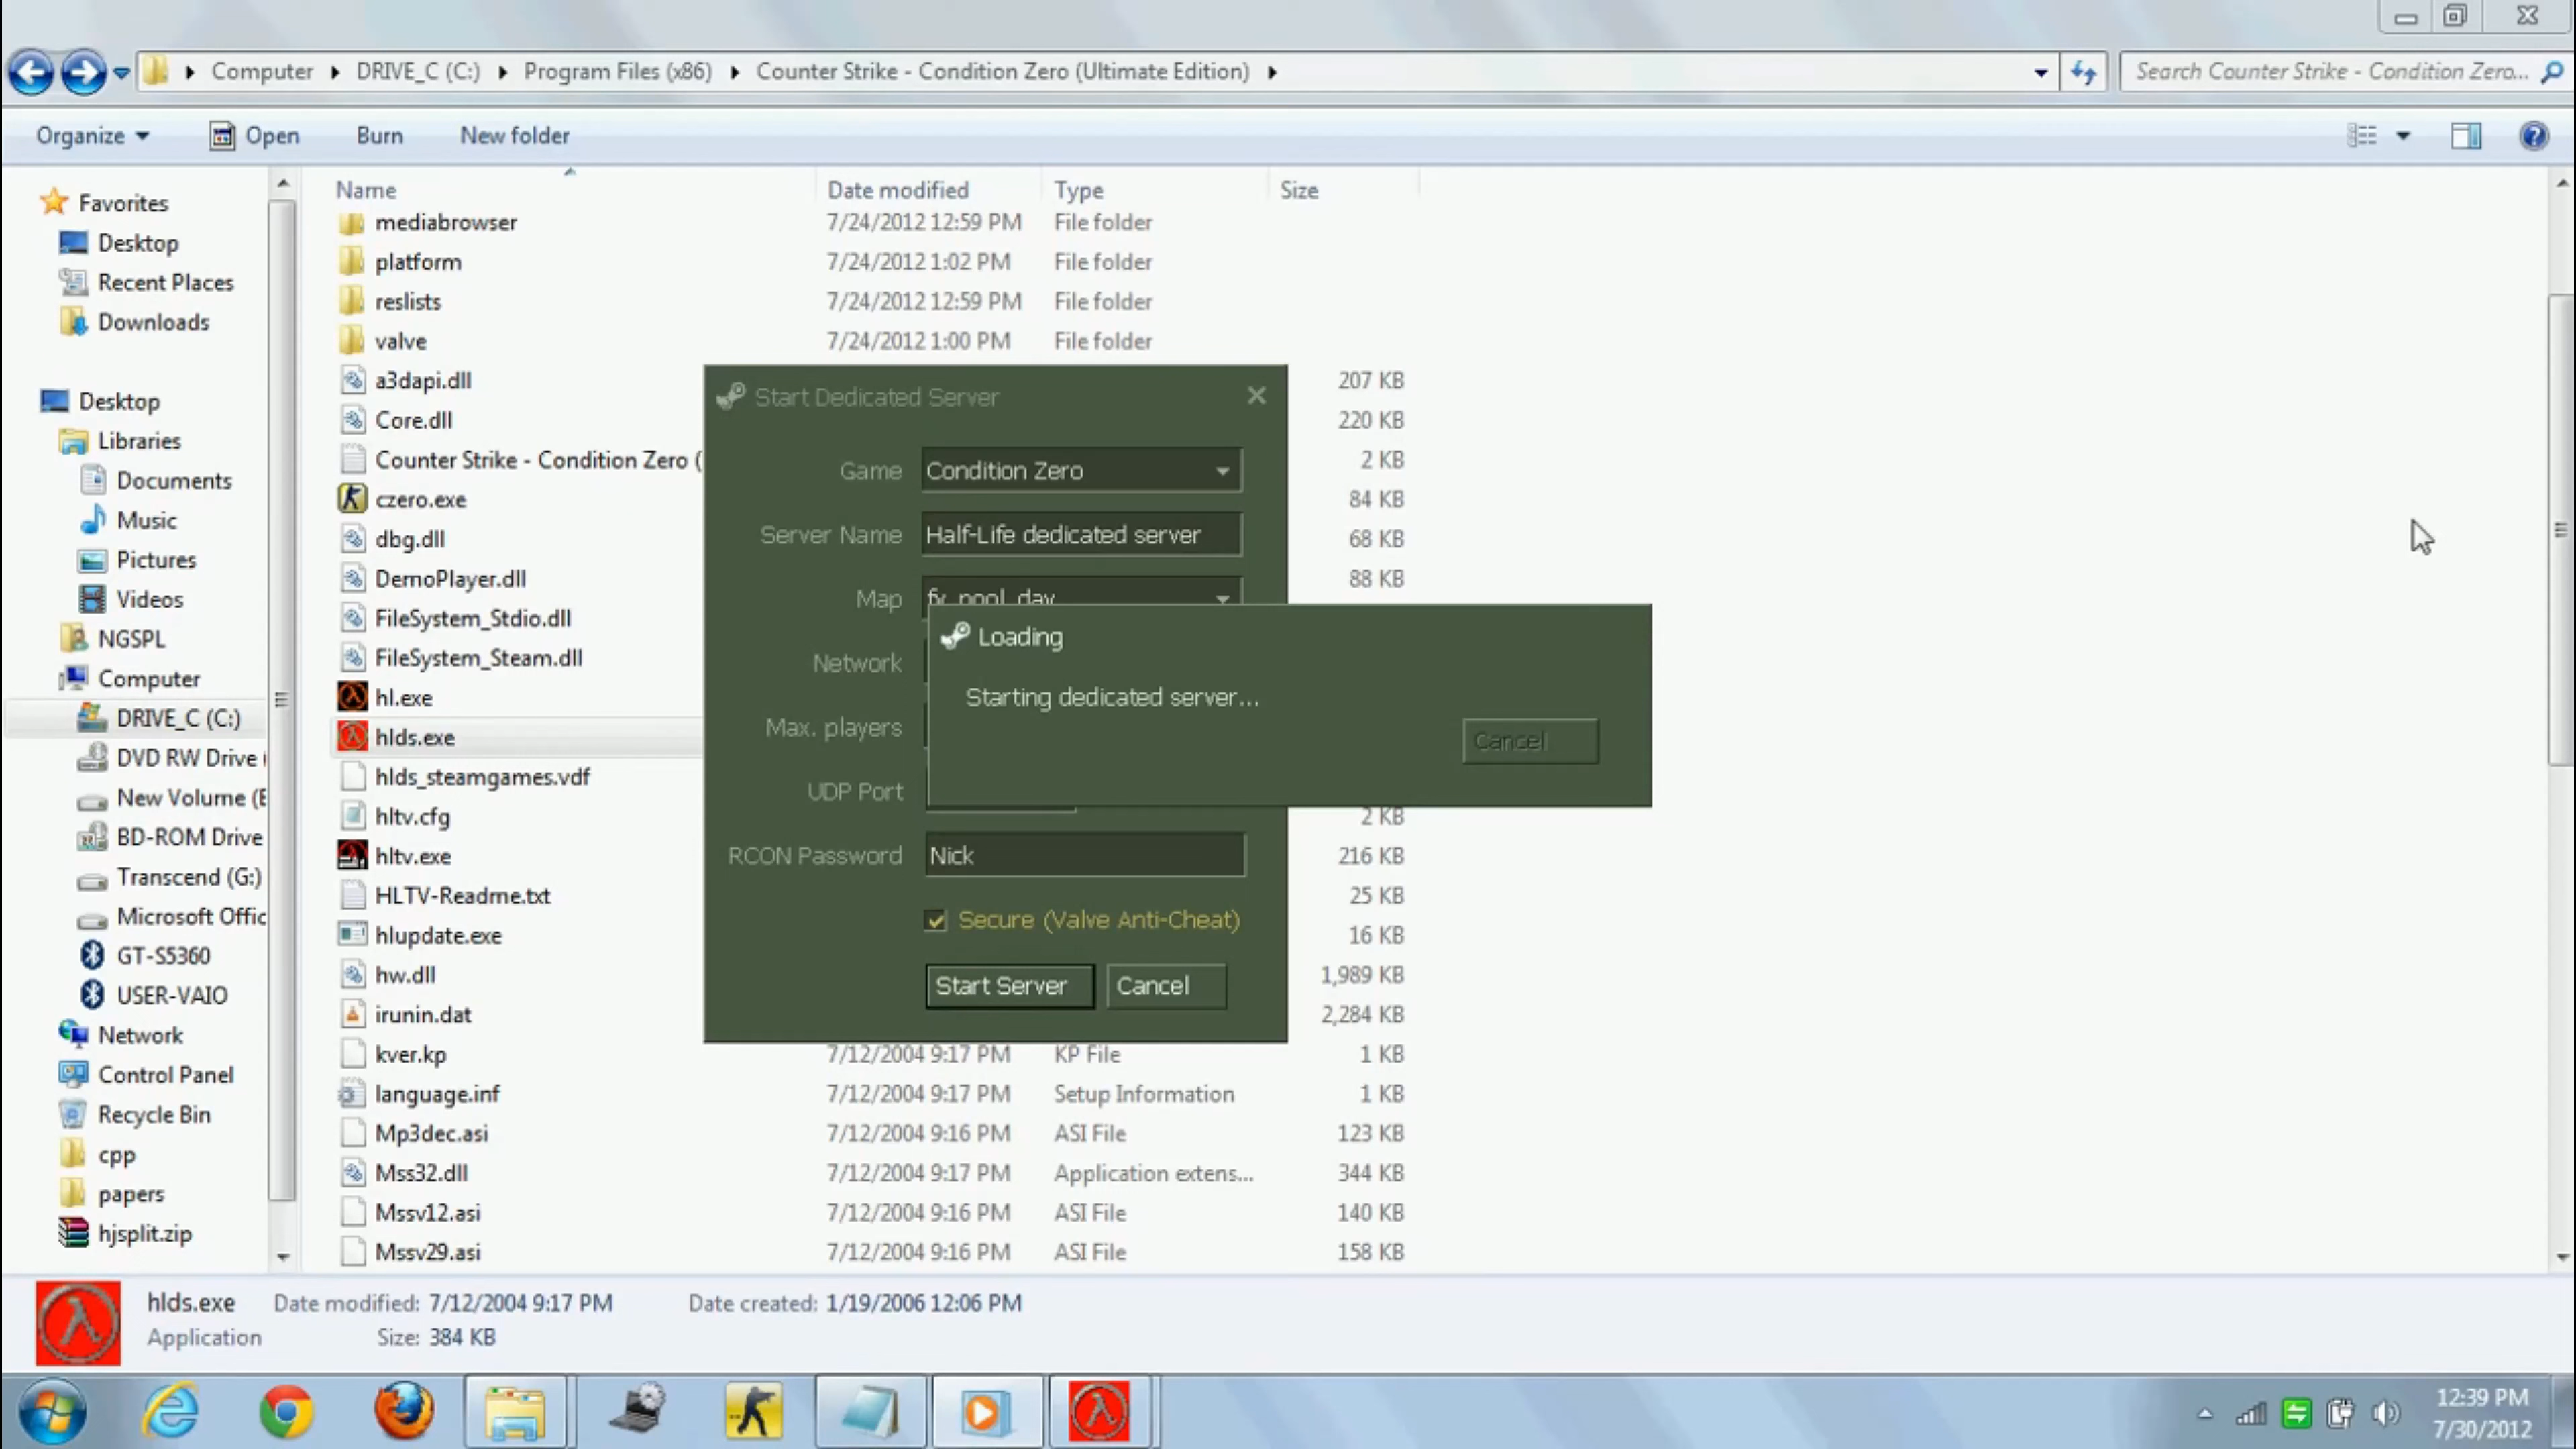 Computer ▸ DRIVE_C (C:) ▸ Program Files (x86) ▸ Counter Strike - Condition Zero (Ultimate Edition) ▸
Search Counter Strike - Condition Zero...
Organize Open Burn New folder
Name Date modified Type Size
Favorites
Desktop
Recent Places
Downloads
Desktop
Libraries
Documents
Music
Pictures
Videos
NGSPL
Computer
DRIVE_C (C:)
DVD RW Drive (
New Volume (E
BD-ROM Drive
Transcend (G:)
Microsoft Offic
GT-S5360
USER-VAIO
Network
Control Panel
Recycle Bin
cpp
papers
hjsplit.zip
mediabrowser 7/24/2012 12:59 PM File folder
platform 7/24/2012 1:02 PM File folder
reslists 7/24/2012 12:59 PM File folder
valve 7/24/2012 1:00 PM File folder
a3dapi.dll 207 KB
Core.dll 220 KB
Counter Strike - Condition Zero ( 2 KB
czero.exe 84 KB
dbg.dll 68 KB
DemoPlayer.dll 88 KB
FileSystem_Stdio.dll
FileSystem_Steam.dll
hl.exe
hlds.exe
hlds_steamgames.vdf
hltv.cfg 2 KB
hltv.exe 216 KB
HLTV-Readme.txt 25 KB
hlupdate.exe 16 KB
hw.dll 1,989 KB
irunin.dat 2,284 KB
kver.kp 7/12/2004 9:17 PM KP File 1 KB
language.inf 7/12/2004 9:17 PM Setup Information 1 KB
Mp3dec.asi 7/12/2004 9:16 PM ASI File 123 KB
Mss32.dll 7/12/2004 9:17 PM Application extens... 344 KB
Mssv12.asi 7/12/2004 9:16 PM ASI File 140 KB
Mssv29.asi 7/12/2004 9:16 PM ASI File 158 KB
Start Dedicated Server
Game Condition Zero
Server Name Half-Life dedicated server
Map fy_pool_day
Network
Max. players
UDP Port
RCON Password Nick
Secure (Valve Anti-Cheat)
Start Server Cancel
Loading
Starting dedicated server...
Cancel
hlds.exe Date modified: 7/12/2004 9:17 PM Date created: 1/19/2006 12:06 PM
Application Size: 384 KB
12:39 PM
7/30/2012